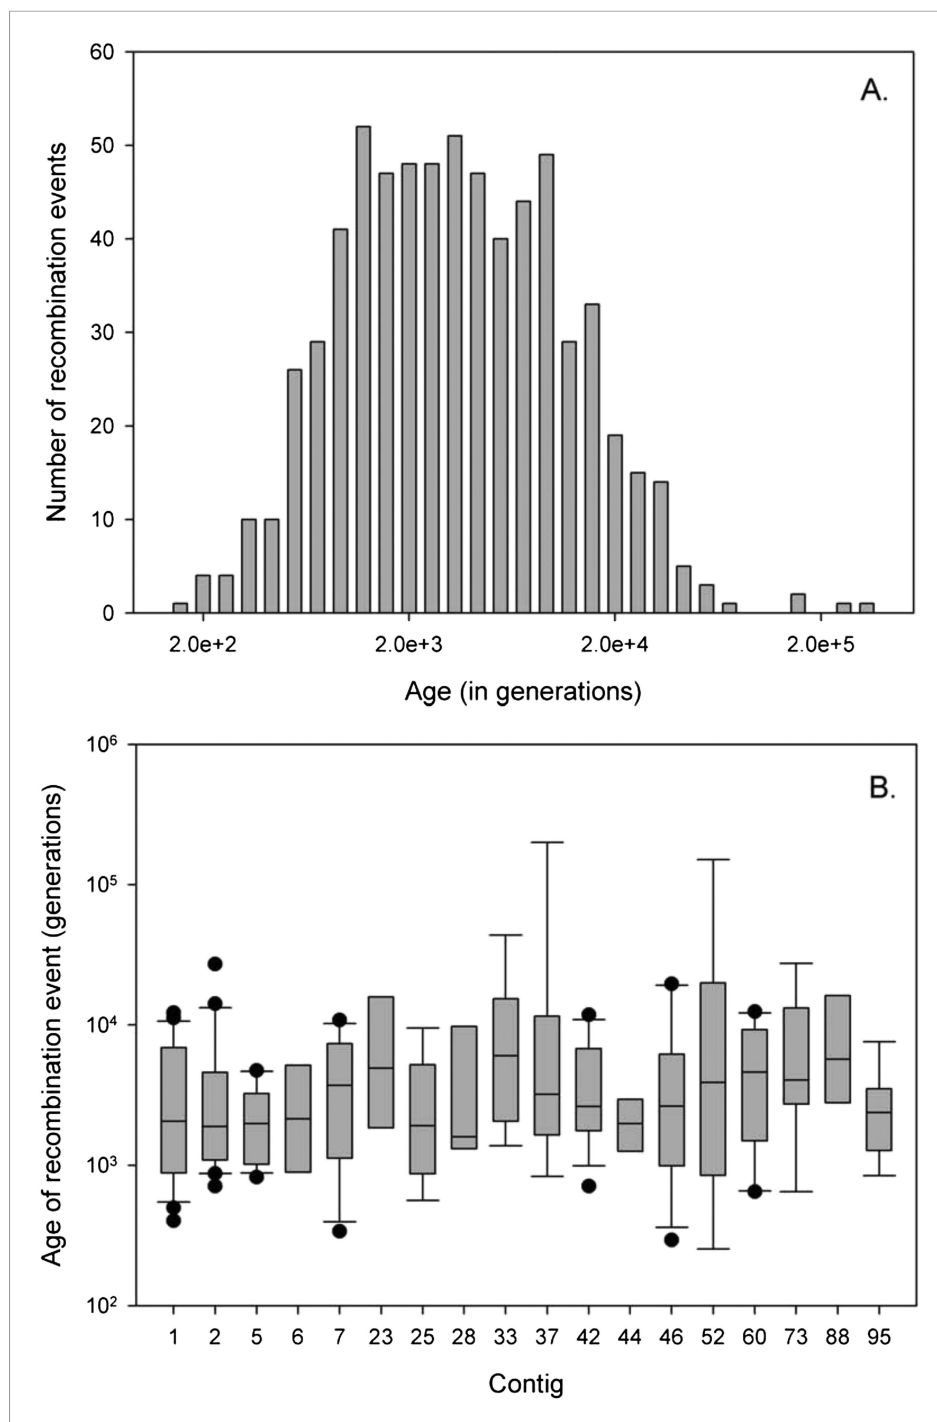 A.
60
50
40
30
20
10
0
Number of recombination events
2.0e+2 2.0e+3 2.0e+4 2.0e+5
Age (in generations)
B.
10⁶
10⁵
10⁴
10³
10²
Age of recombination event (generations)
1 2 5 6 7 23 25 28 33 37 42 44 46 52 60 73 88 95
Contig